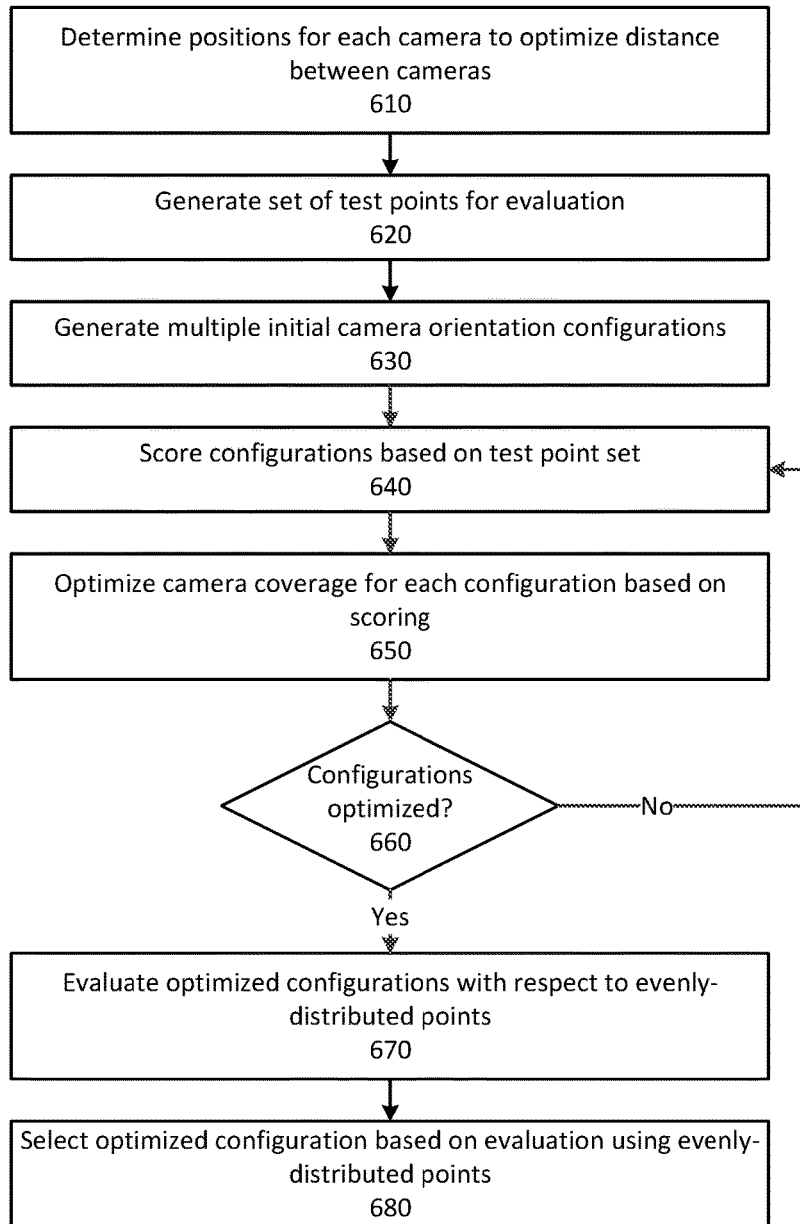 Determine positions for each camera to optimize distance
between cameras
610
Generate set of test points for evaluation
620
Generate multiple initial camera orientation configurations
630
Score configurations based on test point set
640
Optimize camera coverage for each configuration based on
scoring
650
Configurations
optimized?
660
No
Yes
Evaluate optimized configurations with respect to evenly-
distributed points
670
Select optimized configuration based on evaluation using evenly-
distributed points
680